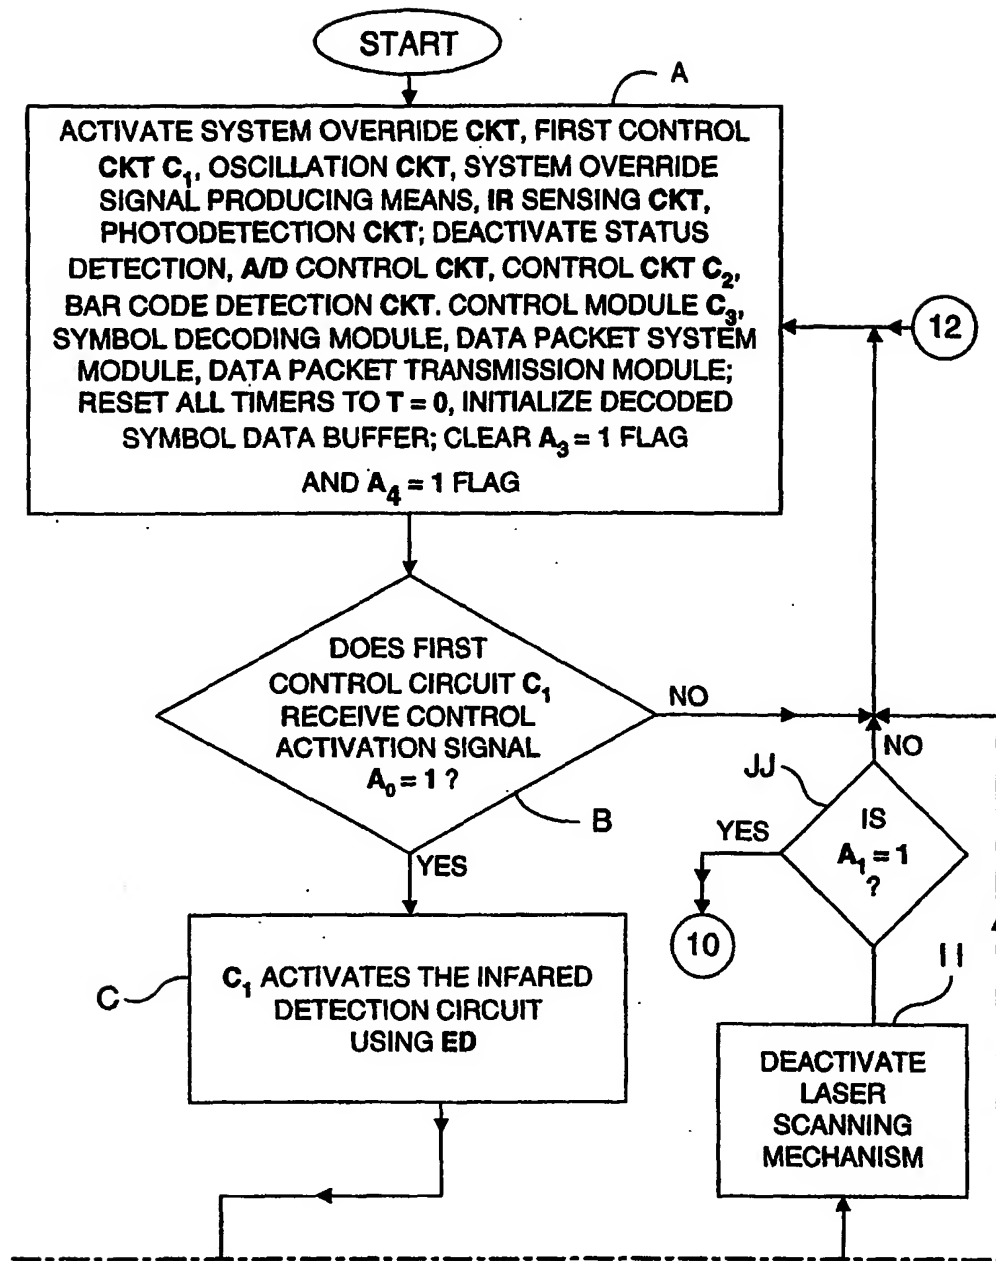 START
A
ACTIVATE SYSTEM OVERRIDE CKT, FIRST CONTROL
CKT C₁, OSCILLATION CKT, SYSTEM OVERRIDE
SIGNAL PRODUCING MEANS, IR SENSING CKT,
PHOTODETECTION CKT; DEACTIVATE STATUS
DETECTION, A/D CONTROL CKT, CONTROL CKT C₂,
BAR CODE DETECTION CKT. CONTROL MODULE C₃,
SYMBOL DECODING MODULE, DATA PACKET SYSTEM
MODULE, DATA PACKET TRANSMISSION MODULE;
RESET ALL TIMERS TO T = 0, INITIALIZE DECODED
SYMBOL DATA BUFFER; CLEAR A₃ = 1 FLAG
AND A₄ = 1 FLAG
12
DOES FIRST
CONTROL CIRCUIT C₁
RECEIVE CONTROL
ACTIVATION SIGNAL
A₀ = 1 ?
NO
B
YES
NO
JJ
IS
A₁ = 1
?
YES
10
C
C₁ ACTIVATES THE INFARED
DETECTION CIRCUIT
USING ED
II
DEACTIVATE
LASER
SCANNING
MECHANISM